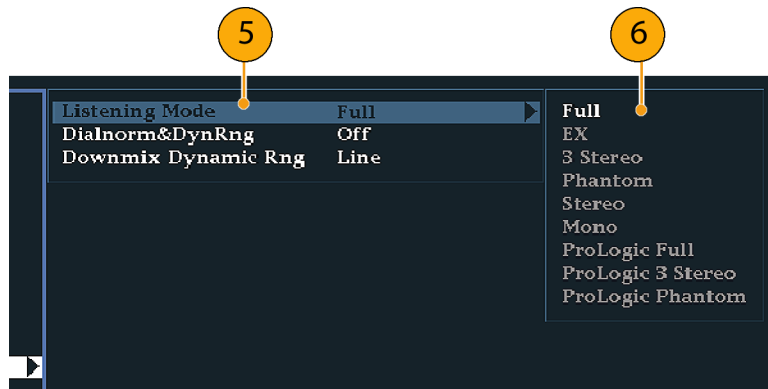 5 6
Listening Mode Full
Dialnorm&DynRng Off
Downmix Dynamic Rng Line
Full
EX
3 Stereo
Phantom
Stereo
Mono
ProLogic Full
ProLogic 3 Stereo
ProLogic Phantom